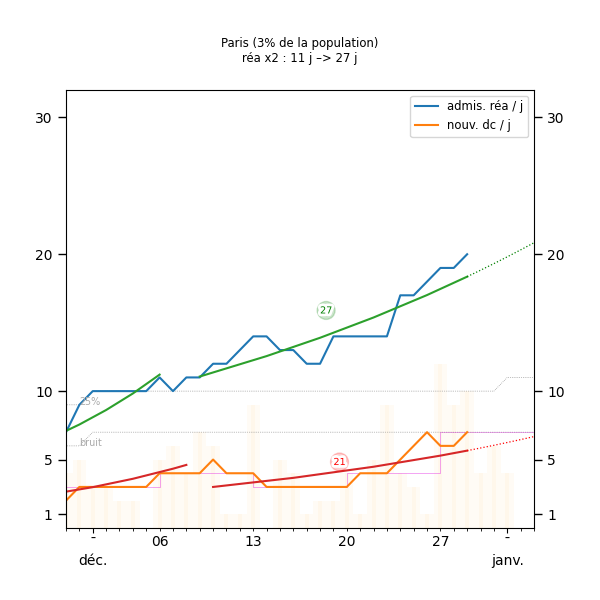 Paris (3% de la population)
réa x2 : 11 j –> 27 j
admis. réa / j
nouv. dc / j
30
30
20
20
27
10
10
25%
bruit
5
5
21
1
1
-
06
13
20
27
-
déc.
janv.